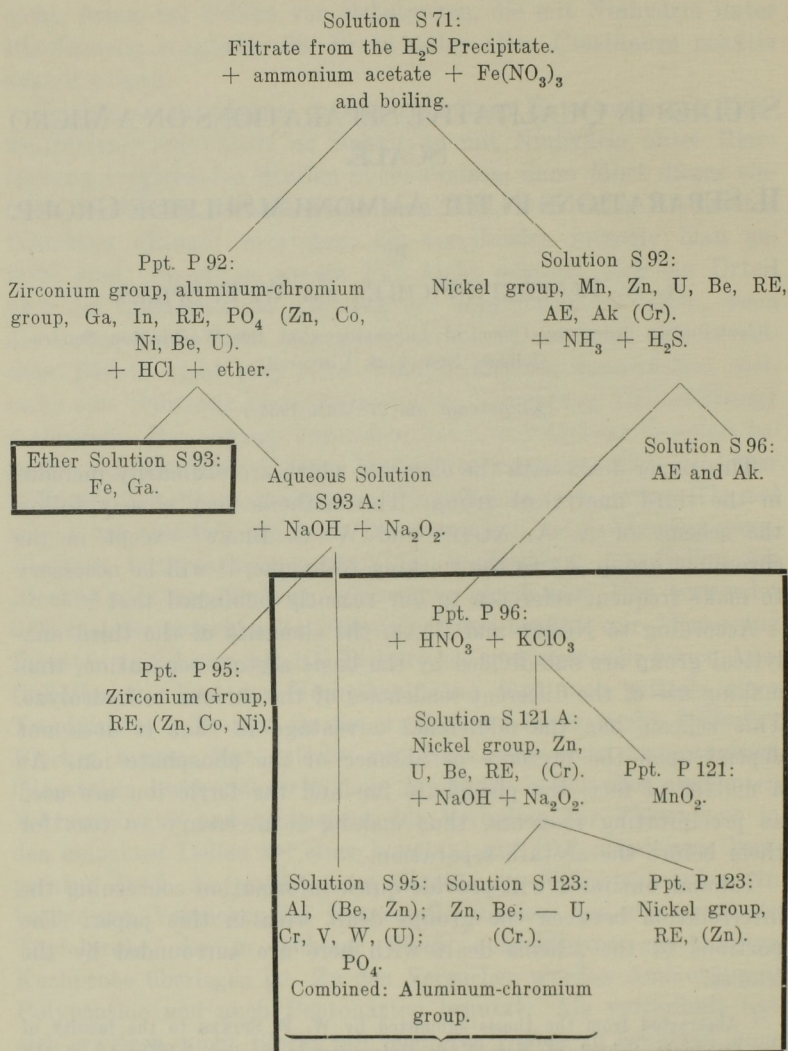 Solution S 71:
Filtrate from the H₂S Precipitate.
+ ammonium acetate + Fe(NO₃)₃
and boiling.
Ppt. P 92:
Zirconium group, aluminum-chromium
group, Ga, In, RE, PO₄ (Zn, Co,
Ni, Be, U).
+ HCl + ether.
Solution S 92:
Nickel group, Mn, Zn, U, Be, RE,
AE, Ak (Cr).
+ NH₃ + H₂S.
Ether Solution S 93:
Fe, Ga.
Aqueous Solution
S 93 A:
+ NaOH + Na₂O₂.
Solution S 96:
AE and Ak.
Ppt. P 95:
Zirconium Group,
RE, (Zn, Co, Ni).
Ppt. P 96:
+ HNO₃ + KClO₃
Solution S 121 A:
Nickel group, Zn,
U, Be, RE, (Cr).
+ NaOH + Na₂O₂.
Ppt. P 121:
MnO₂.
Solution S 95:
Al, (Be, Zn);
Cr, V, W, (U);
PO₄.
Combined: Aluminum-chromium
group.
Solution S 123:
Zn, Be; — U,
(Cr.).
Ppt. P 123:
Nickel group,
RE, (Zn).